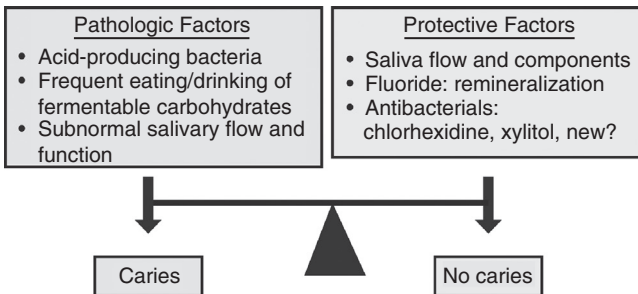 Pathologic Factors
• Acid-producing bacteria
• Frequent eating/drinking of
fermentable carbohydrates
• Subnormal salivary flow and
function
Protective Factors
• Saliva flow and components
• Fluoride: remineralization
• Antibacterials:
chlorhexidine, xylitol, new?
Caries
No caries